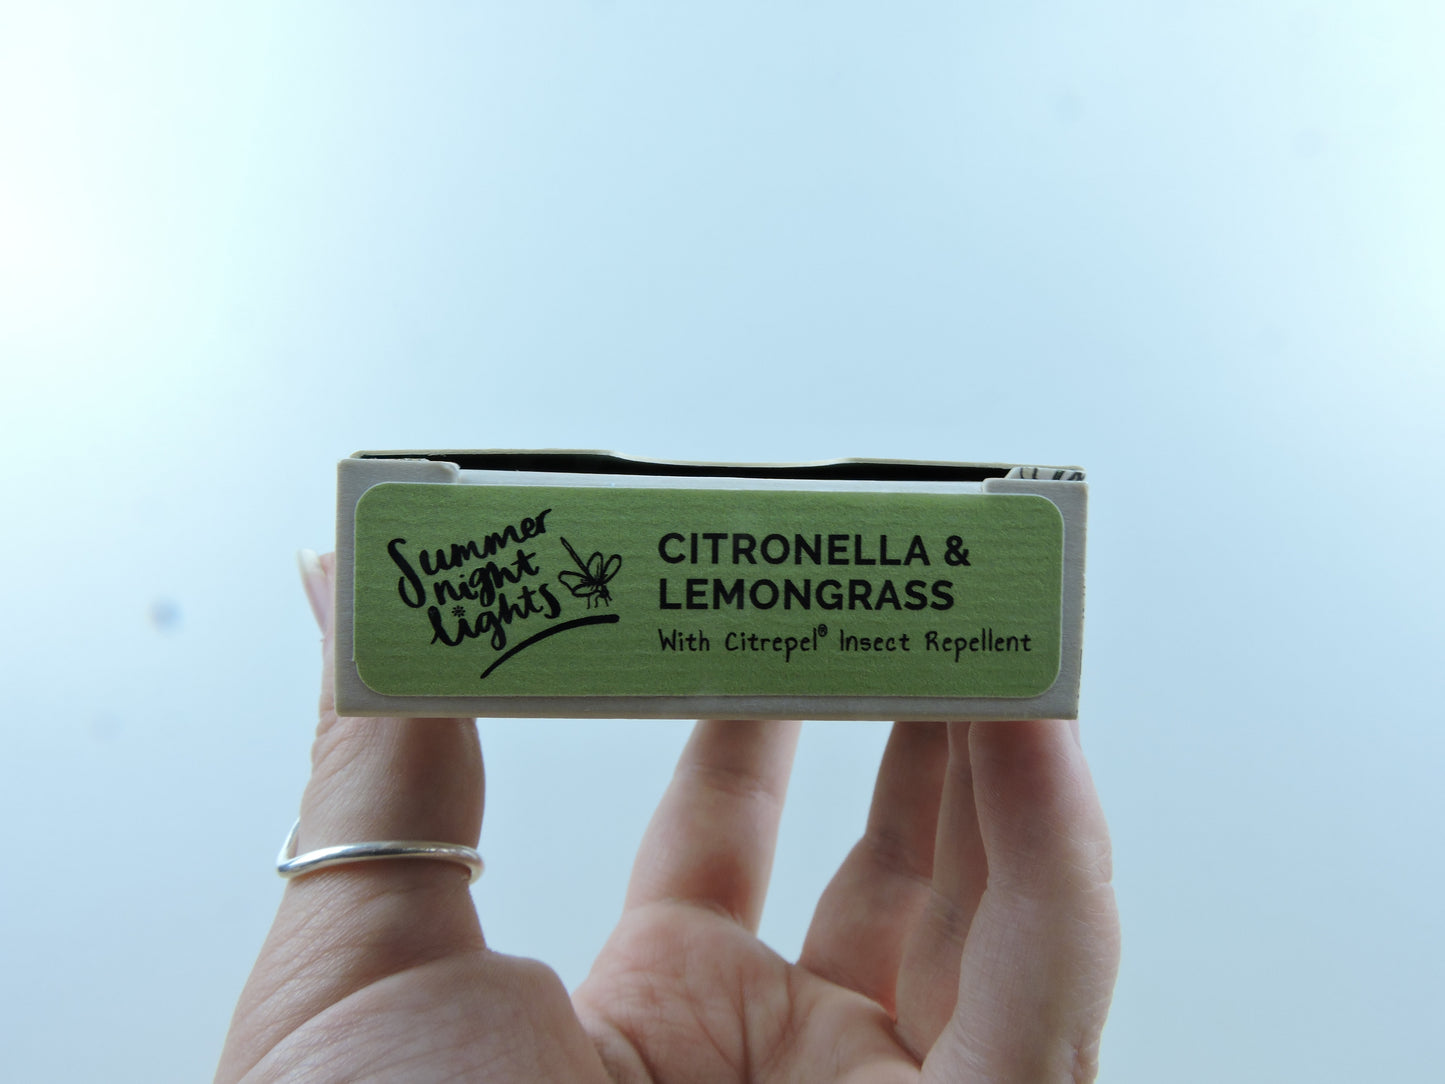 Summer
night
lights
CITRONELLA &
LEMONGRASS
With Citrepel® Insect Repellent